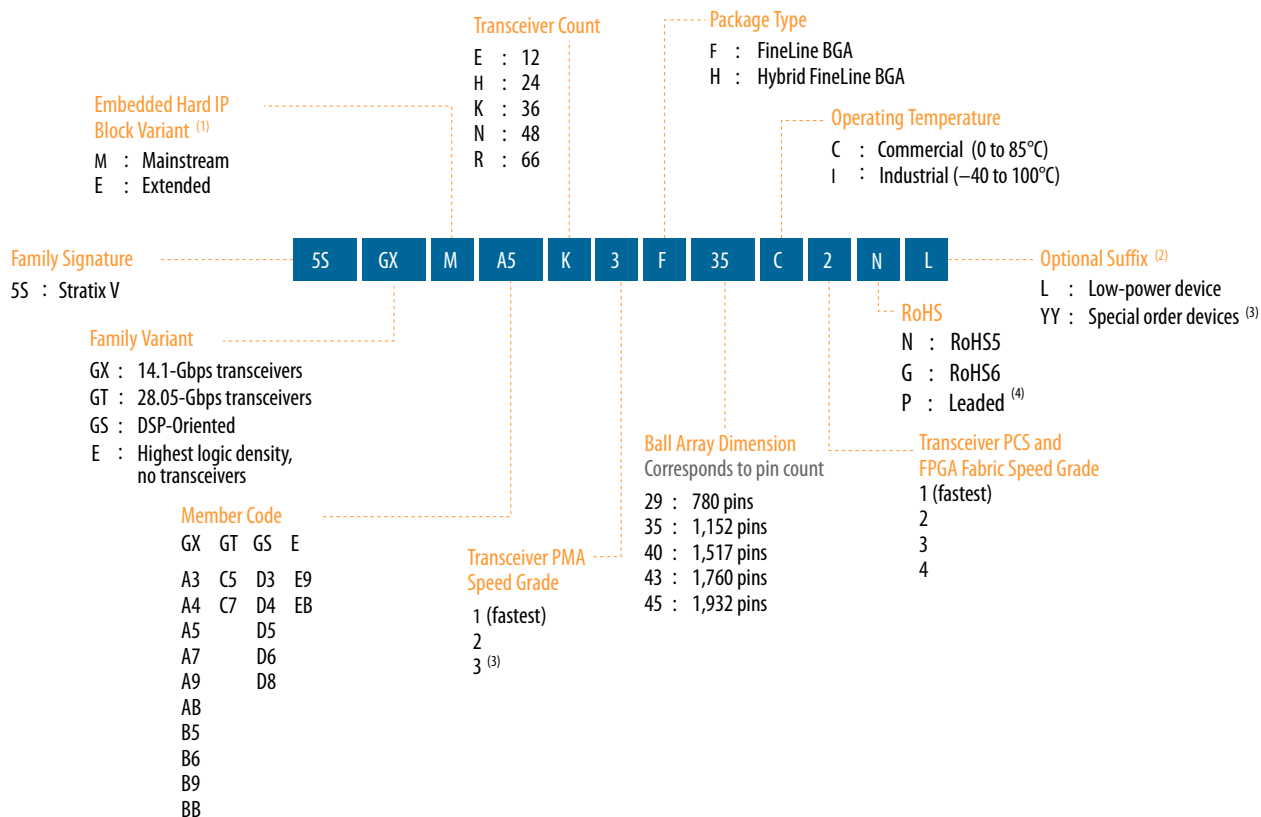 Transceiver Count
E : 12
H : 24
K : 36
N : 48
R : 66
Package Type
F : FineLine BGA
H : Hybrid FineLine BGA
Embedded Hard IP
Block Variant (1)
M : Mainstream
E : Extended
Operating Temperature
C : Commercial (0 to 85°C)
I : Industrial (–40 to 100°C)
5S GX M A5 K 3 F 35 C 2 N L
Family Signature
5S : Stratix V
Optional Suffix (2)
L : Low-power device
YY : Special order devices (3)
Family Variant
GX : 14.1-Gbps transceivers
GT : 28.05-Gbps transceivers
GS : DSP-Oriented
E : Highest logic density,
no transceivers
RoHS
N : RoHS5
G : RoHS6
P : Leaded (4)
Member Code
GX GT GS E
A3 C5 D3 E9
A4 C7 D4 EB
A5 D5
A7 D6
A9 D8
AB
B5
B6
B9
BB
Transceiver PMA
Speed Grade
1 (fastest)
2
3 (3)
Ball Array Dimension
Corresponds to pin count
29 : 780 pins
35 : 1,152 pins
40 : 1,517 pins
43 : 1,760 pins
45 : 1,932 pins
Transceiver PCS and
FPGA Fabric Speed Grade
1 (fastest)
2
3
4